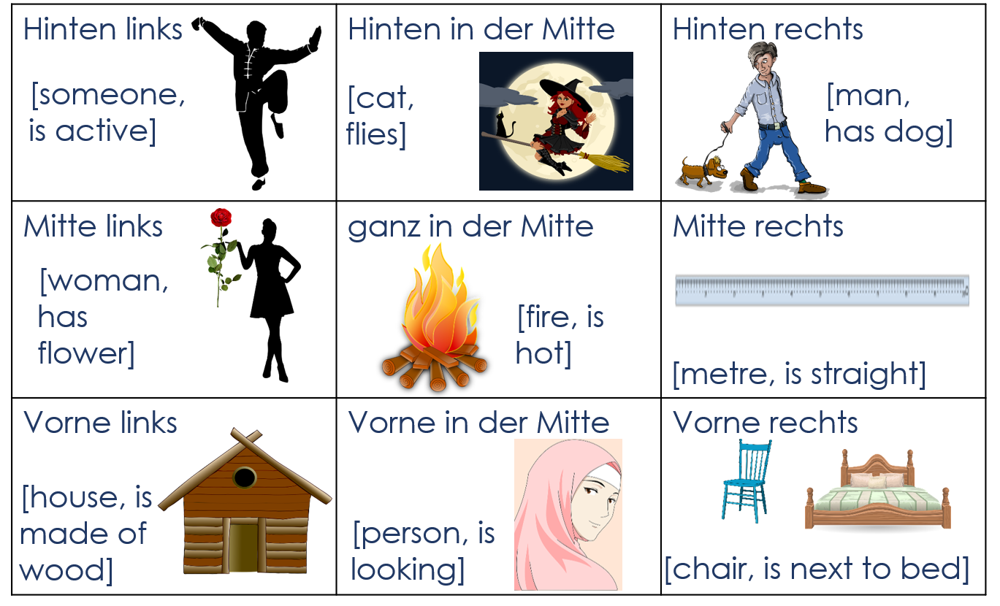 Hinten links
[someone,
is active]
Hinten in der Mitte
[cat,
flies]
Hinten rechts
[man,
has dog]
Mitte links
[woman,
has
flower]
ganz in der Mitte
[fire, is
hot]
Mitte rechts
[metre, is straight]
Vorne links
[house, is
made of
wood]
Vorne in der Mitte
[person, is
looking]
Vorne rechts
[chair, is next to bed]